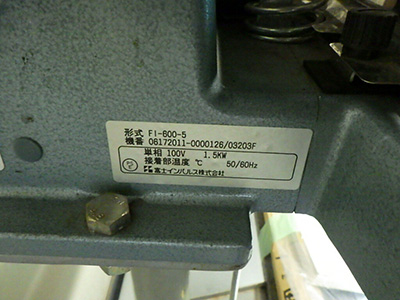 形式 FI-600-5
機番 06172011-0000126/03203F
単相 100V 1.5KW
接着部温度 ℃ 50/60Hz
富士インパルス株式会社